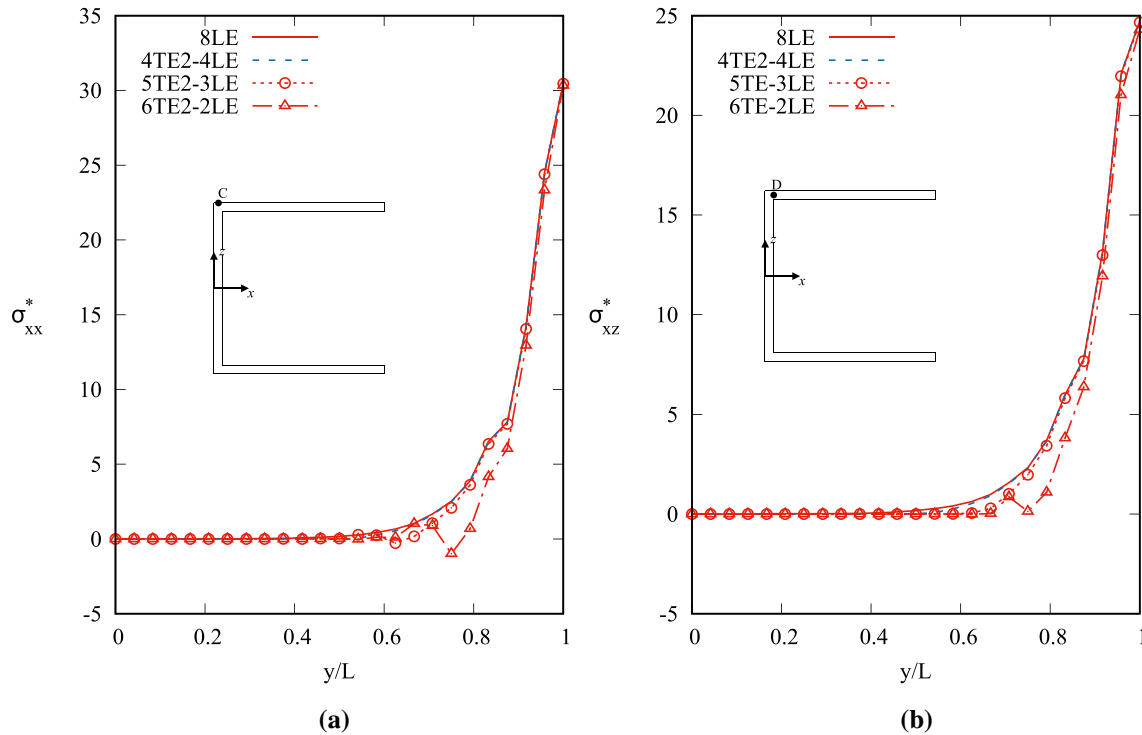 35
30
25
20
15
10
5
0
-5
8LE
4TE2-4LE
5TE2-3LE
6TE2-2LE
C
z
x
σ*xx
0 0.2 0.4 0.6 0.8 1
y/L
(a)
25
20
15
10
5
0
-5
8LE
4TE2-4LE
5TE-3LE
6TE-2LE
D
z
x
σ*xz
0 0.2 0.4 0.6 0.8 1
y/L
(b)